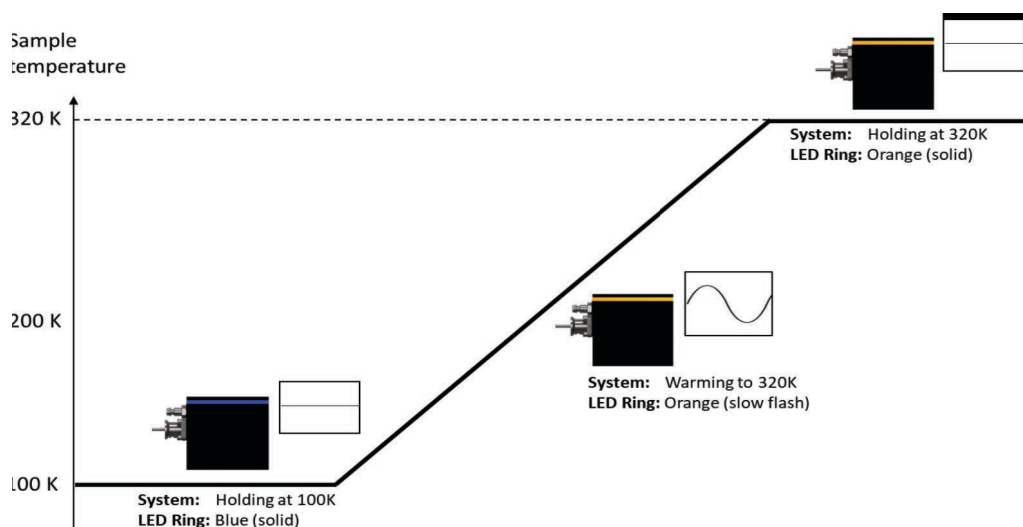 Sample
temperature
320 K
System: Holding at 320K
LED Ring: Orange (solid)
200 K
System: Warming to 320K
LED Ring: Orange (slow flash)
100 K
System: Holding at 100K
LED Ring: Blue (solid)